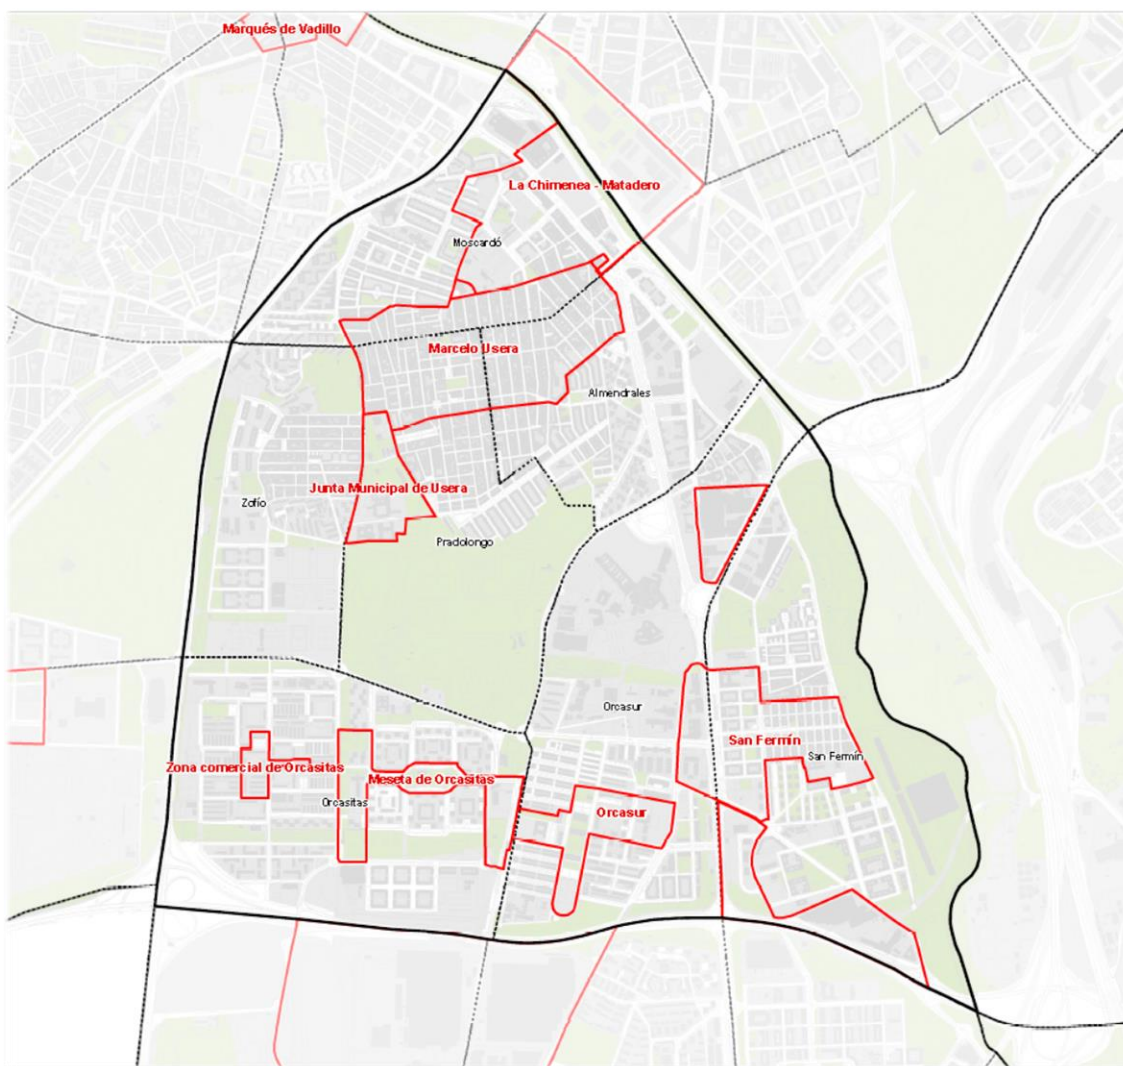 Marqués de Vadillo
La Chimenea - Matadero
Moscardó
Marcelo Usera
Almendrales
Junta Municipal de Usera
Zofío
Pradolongo
Orcasur
San Fermín
San Fermín
Zona comercial de Orcasitas
Meseta de Orcasitas
Orcasitas
Orcasur